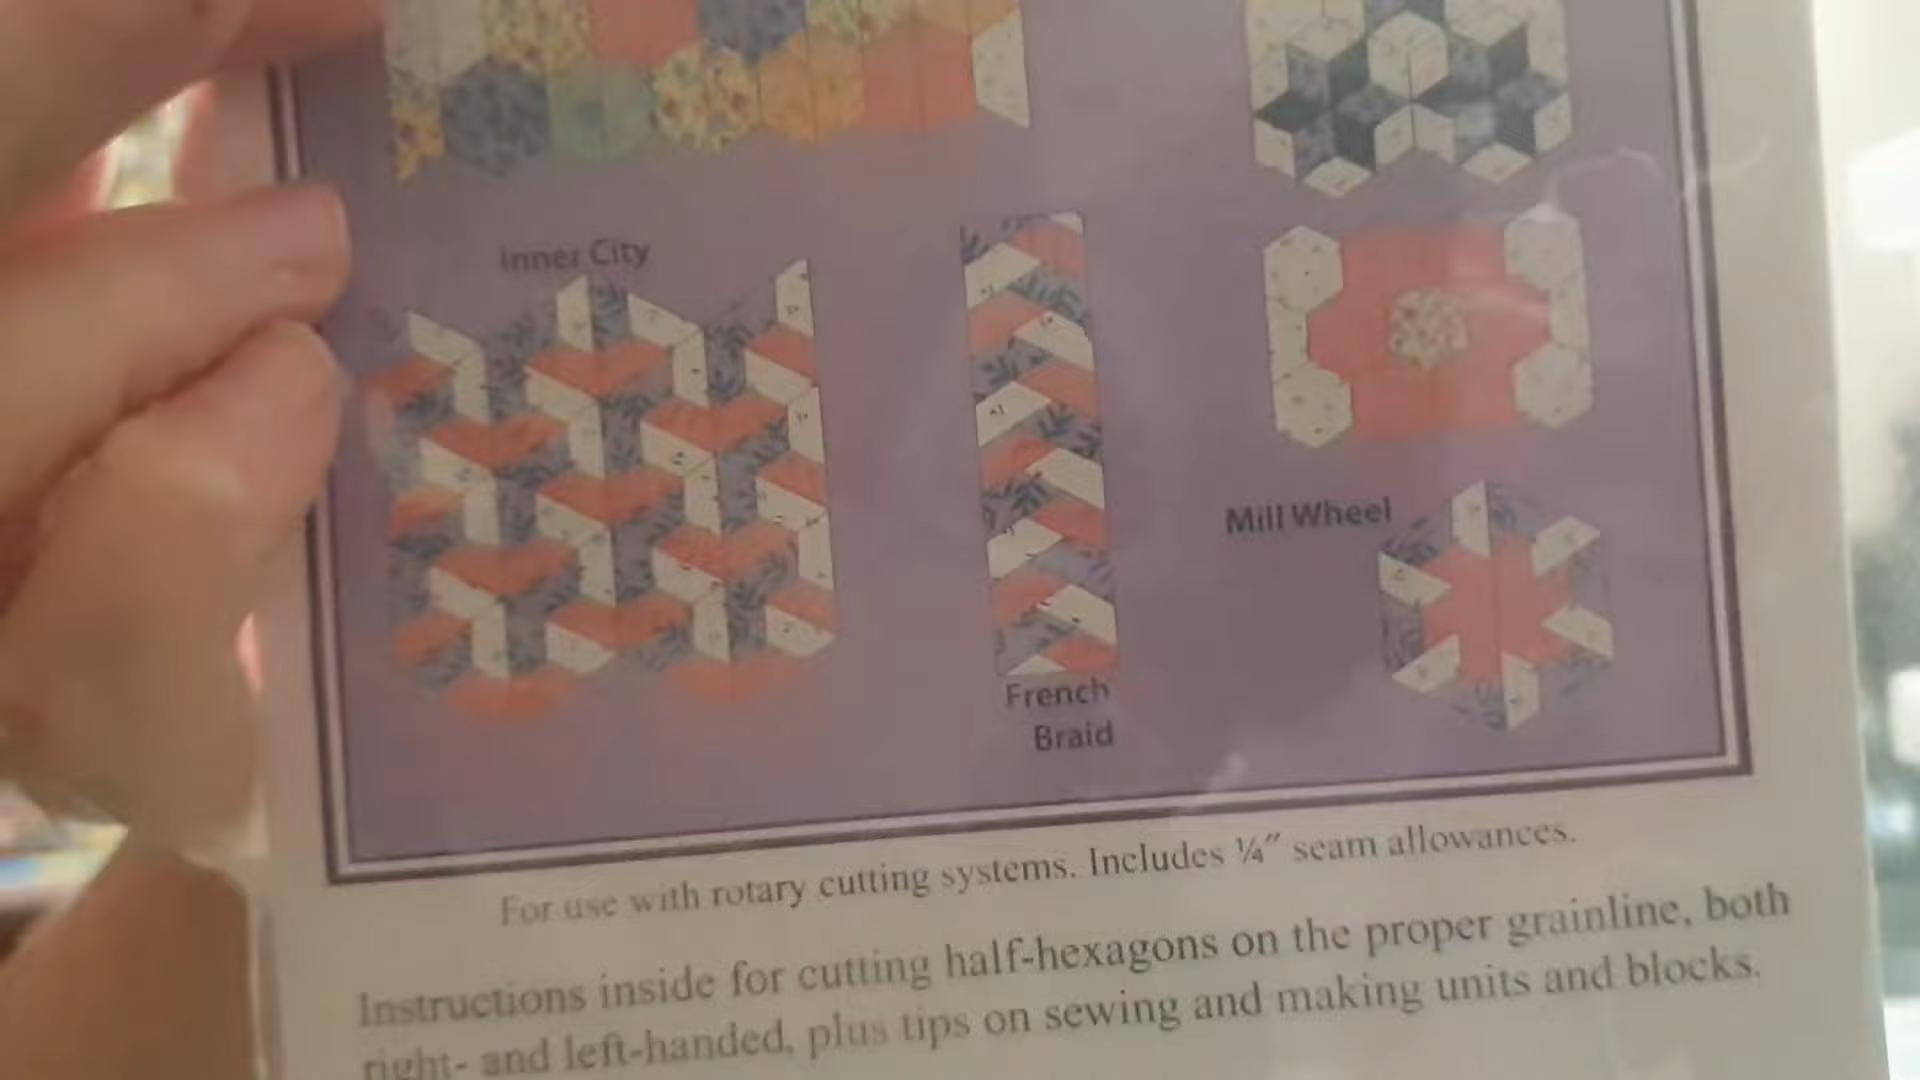 Inner City
Mill Wheel
French
Braid
For use with rotary cutting systems. Includes ¼″ seam allowances.
Instructions inside for cutting half-hexagons on the proper grainline, both
right- and left-handed, plus tips on sewing and making units and blocks.